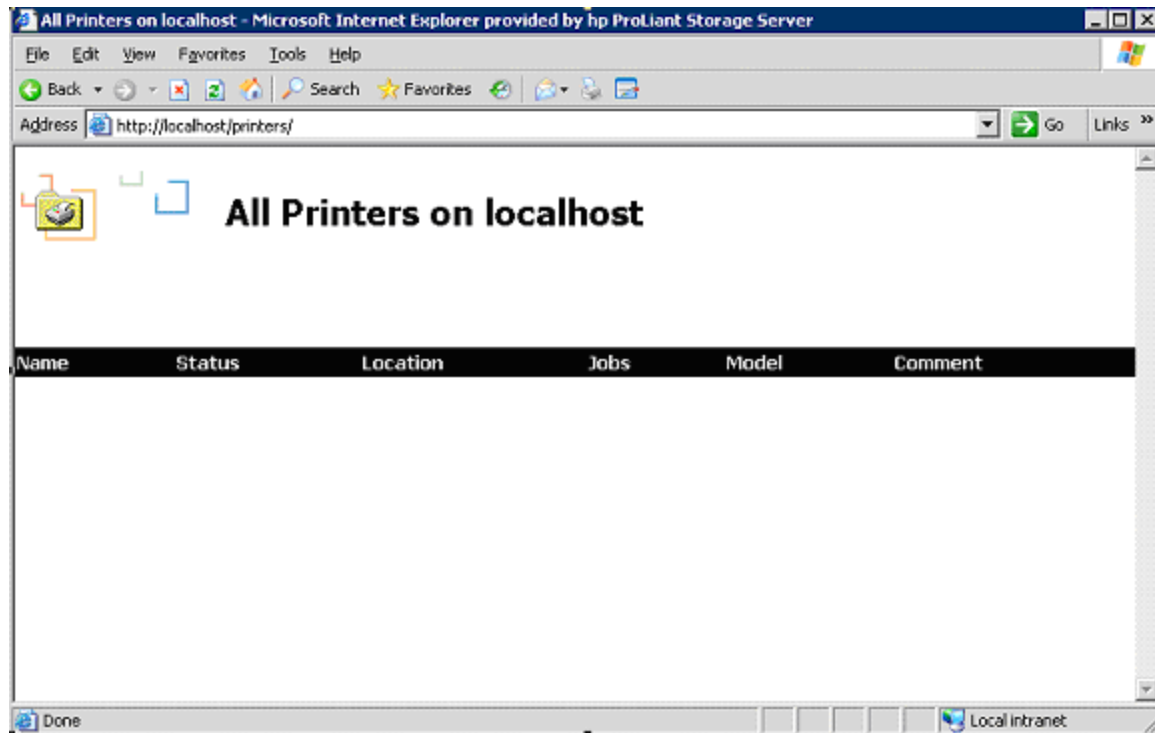 All Printers on localhost - Microsoft Internet Explorer provided by hp ProLiant Storage Server
File Edit View Favorites Tools Help
Back Search Favorites
Address http://localhost/printers/ Go Links »
All Printers on localhost
Name Status Location Jobs Model Comment
Done Local intranet